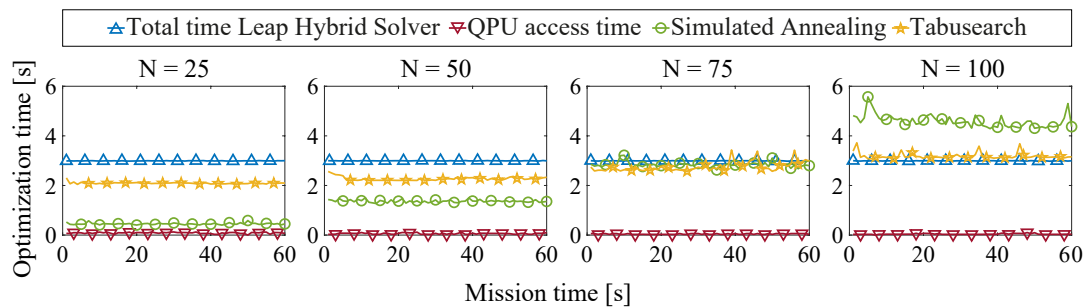 Total time Leap Hybrid Solver QPU access time Simulated Annealing Tabusearch
N = 25 N = 50 N = 75 N = 100
Optimization time [s]
6
4
2
0
0 20 40 60
6
4
2
0
0 20 40 60
6
4
2
0
0 20 40 60
6
4
2
0
0 20 40 60
Mission time [s]